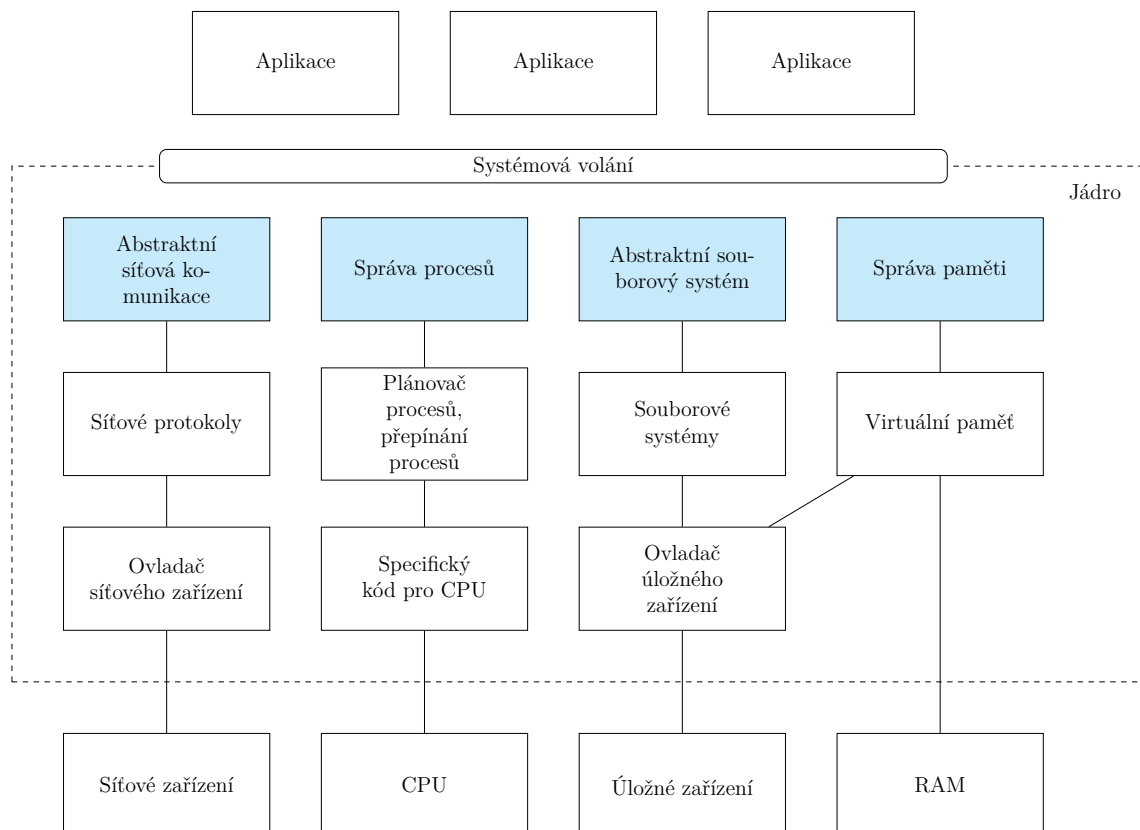 Aplikace
Aplikace
Aplikace
Systémová volání
Jádro
Abstraktní
síťová ko-
munikace
Správa procesů
Abstraktní sou-
borový systém
Správa paměti
Síťové protokoly
Plánovač
procesů,
přepínání
procesů
Souborové
systémy
Virtuální paměť
Ovladač
síťového zařízení
Specifický
kód pro CPU
Ovladač
úložného
zařízení
Síťové zařízení
CPU
Úložné zařízení
RAM